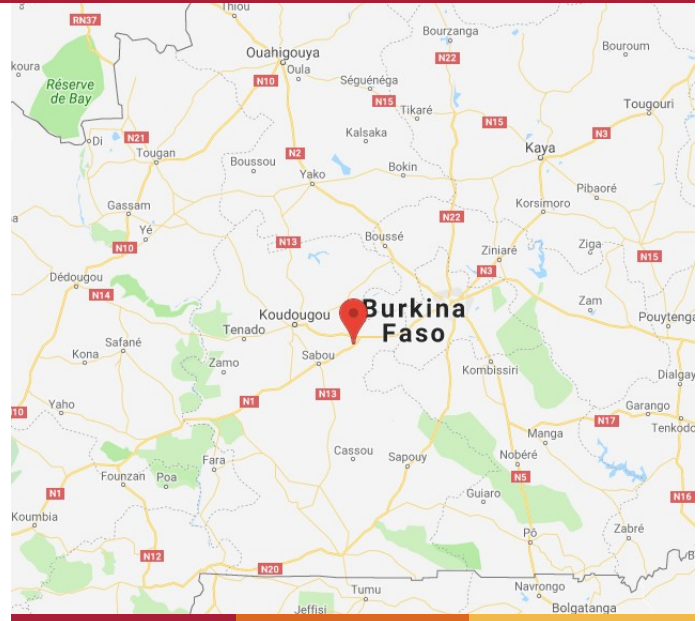 Thiou
RN37
Bourzanga
Ouahigouya
N22
Bouroum
koura
Oula
N10
Séguénéga
Réserve
de Bay
N15
Tikaré
Tougouri
N15
Di
N21
Kalsaka
N3
Tougan
N2
Kaya
Boussou
Bokin
Yako
Pibaoré
Gassam
Korsimoro
N22
Yé
N13
Boussé
Ziga
N10
Ziniaré
N15
N3
Dédougou
N14
Zam
Burkina
Faso
Koudougou
Pouytenga
Tenado
Safané
Kona
Sabou
Zamo
Kombissiri
Dialgay
N13
N1
Yaho
10
Garango
N17
Tenkodo
Manga
Cassou
Sapouy
Nobéré
Fara
Founzan
Poa
N5
N1
Guiaro
N16
Koumbia
Zabré
Pô
N12
N20
Tumu
Navrongo
Jeffisi
Bolgatanga